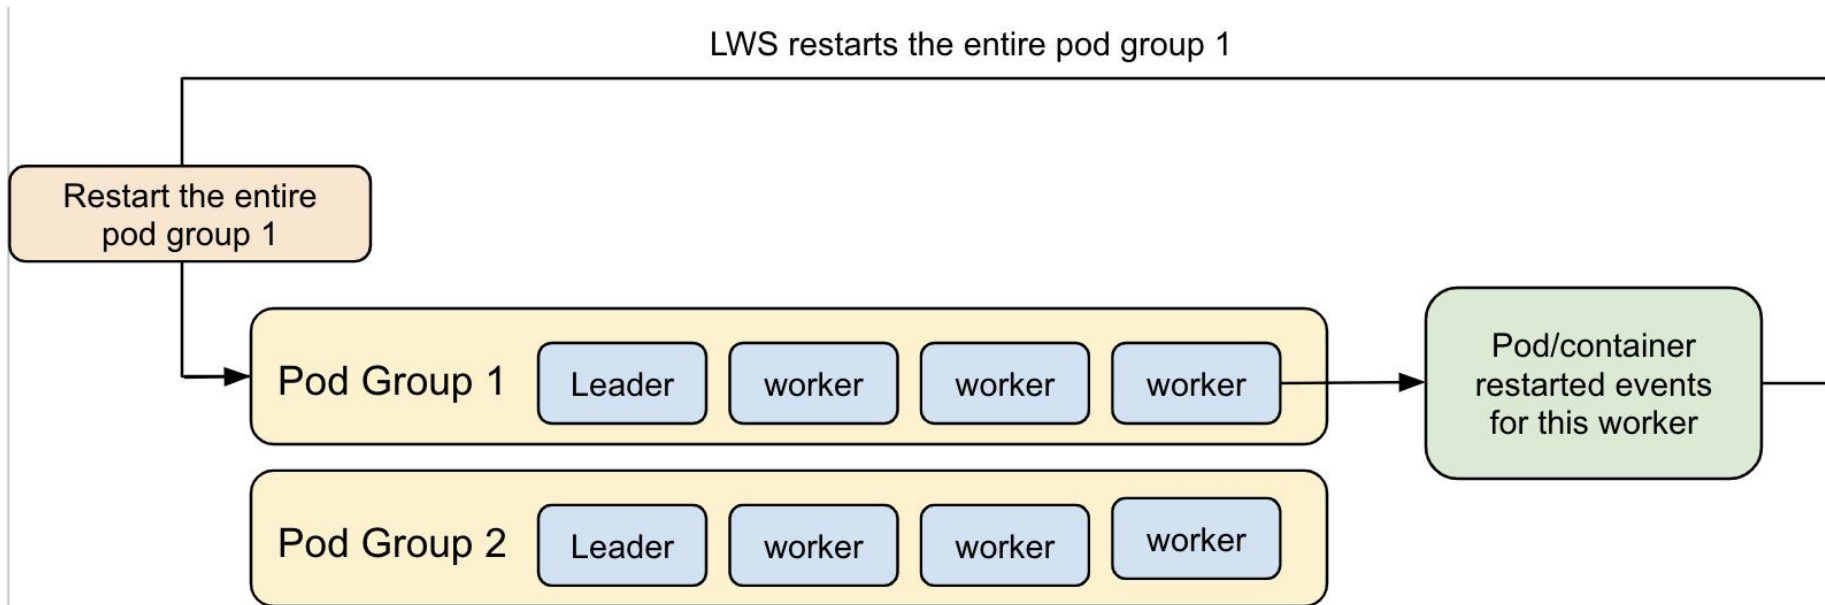 LWS restarts the entire pod group 1
Restart the entire
pod group 1
Pod Group 1
Leader
worker
worker
worker
Pod/container
restarted events
for this worker
Pod Group 2
Leader
worker
worker
worker